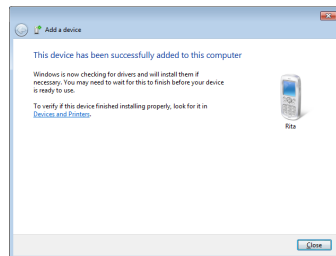 Add a device
This device has been successfully added to this computer
Windows is now checking for drivers and will install them if
necessary. You may need to wait for this to finish before your device
is ready to use.
To verify if this device finished installing properly, look for it in
Devices and Printers.
Rita
Close